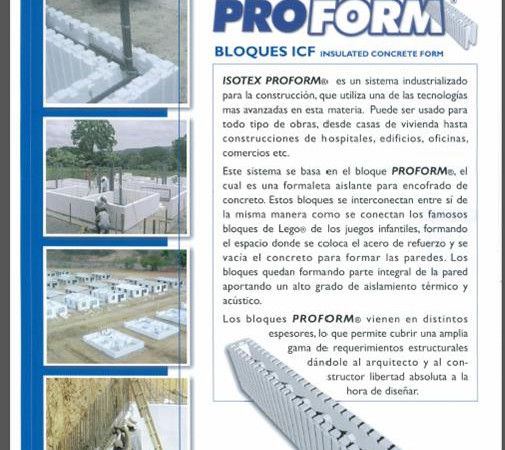 PROFORM®
BLOQUES ICF INSULATED CONCRETE FORM
ISOTEX PROFORM® es un sistema industrializado
para la construcción, que utiliza una de las tecnologías
mas avanzadas en esta materia. Puede ser usado para
todo tipo de obras, desde casas de vivienda hasta
construcciones de hospitales, edificios, oficinas,
comercios etc.
Este sistema se basa en el bloque PROFORM®, el
cual es una formaleta aislante para encofrado de
concreto. Estos bloques se interconectan entre sí de
la misma manera como se conectan los famosos
bloques de Lego® de los juegos infantiles, formando
el espacio donde se coloca el acero de refuerzo y se
vacía el concreto para formar las paredes. Los
bloques quedan formando parte integral de la pared
aportando un alto grado de aislamiento térmico y
acústico.
Los bloques PROFORM® vienen en distintos
espesores, lo que permite cubrir una amplia
gama de requerimientos estructurales
dándole al arquitecto y al con-
structor libertad absoluta a la
hora de diseñar.